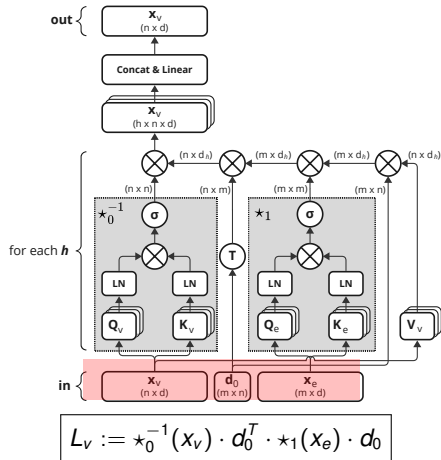 out
x_v
(n x d)
Concat & Linear
x_v
(h x n x d)
(n x d_h) (m x d_h) (m x d_h) (n x d_h)
(n x n) (n x m) (m x m) (m x n)
⋆_0^{-1} σ ⋆_1 σ
for each h
T
LN LN LN LN
Q_v K_v Q_e K_e V_v
in
x_v d_0 x_e
(n x d) (m x n) (m x d)
L_v := ⋆_0^{-1}(x_v) · d_0^T · ⋆_1(x_e) · d_0